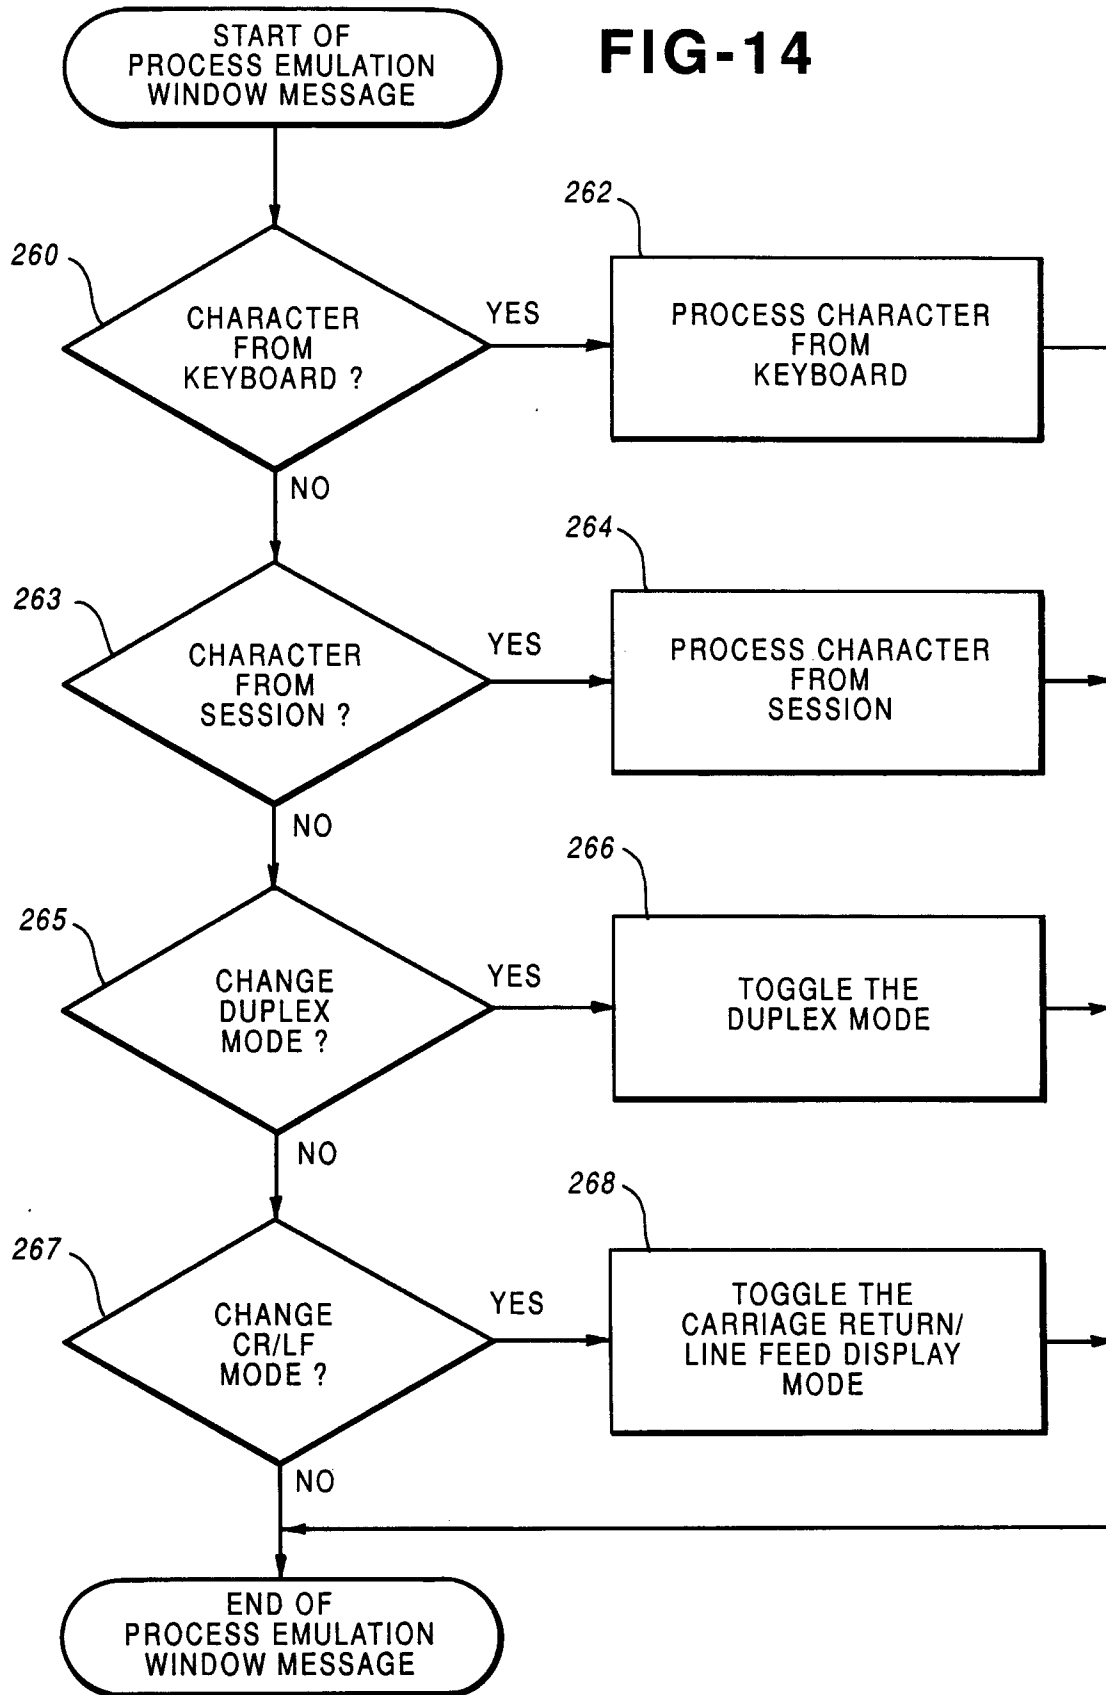 START OF
PROCESS EMULATION
WINDOW MESSAGE
FIG-14
260
CHARACTER
FROM
KEYBOARD ?
YES
262
PROCESS CHARACTER
FROM
KEYBOARD
NO
263
CHARACTER
FROM
SESSION ?
YES
264
PROCESS CHARACTER
FROM
SESSION
NO
265
CHANGE
DUPLEX
MODE ?
YES
266
TOGGLE THE
DUPLEX MODE
NO
267
CHANGE
CR/LF
MODE ?
YES
268
TOGGLE THE
CARRIAGE RETURN/
LINE FEED DISPLAY
MODE
NO
END OF
PROCESS EMULATION
WINDOW MESSAGE